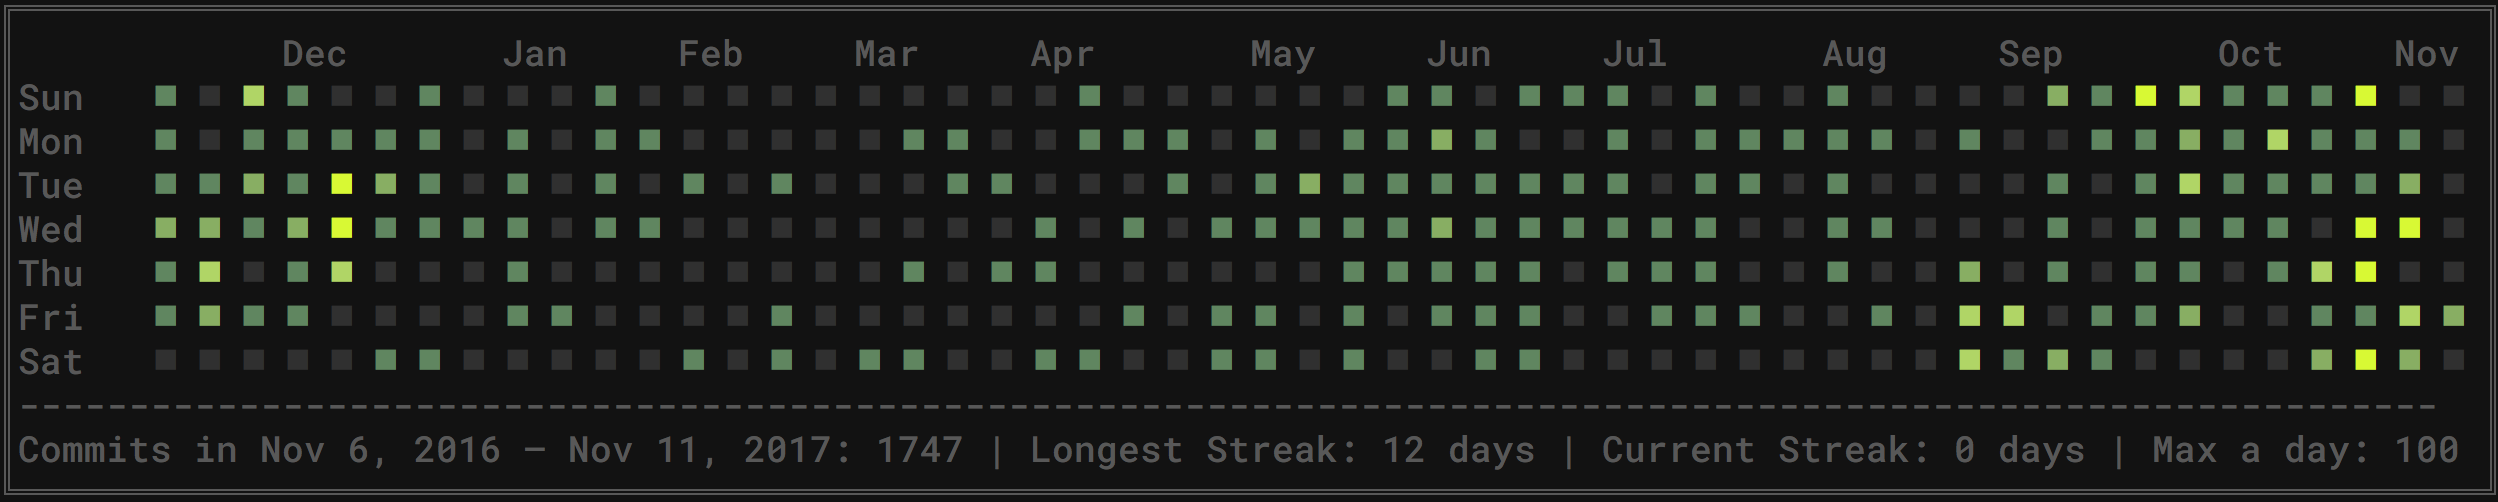 Dec Jan Feb Mar Apr May Jun Jul Aug Sep Oct Nov
Sun
Mon
Tue
Wed
Thu
Fri
Sat
Commits in Nov 6, 2016 – Nov 11, 2017: 1747 | Longest Streak: 12 days | Current Streak: 0 days | Max a day: 100